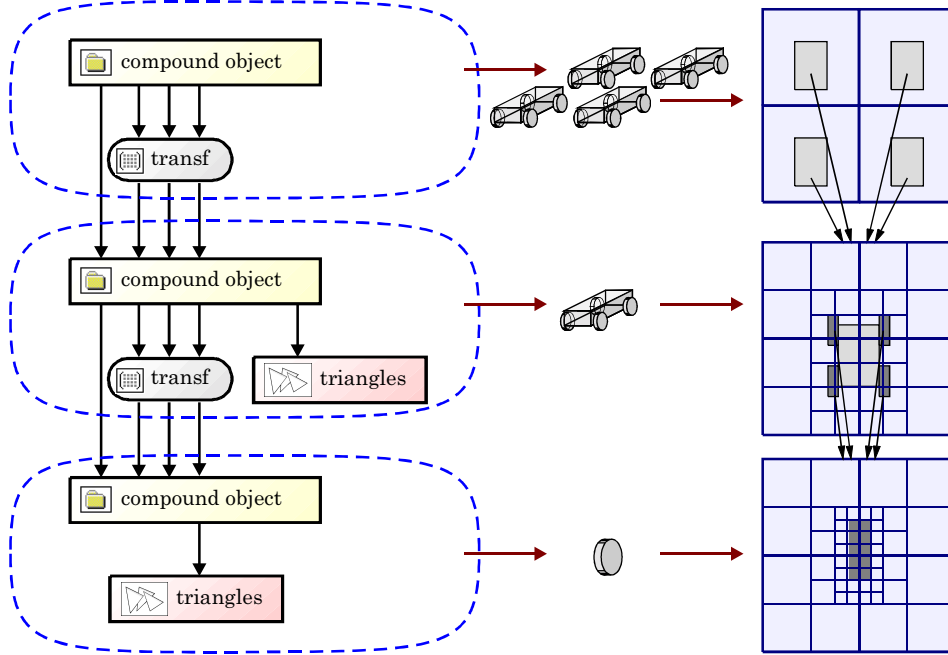 compound object
transf
compound object
transf
triangles
compound object
triangles